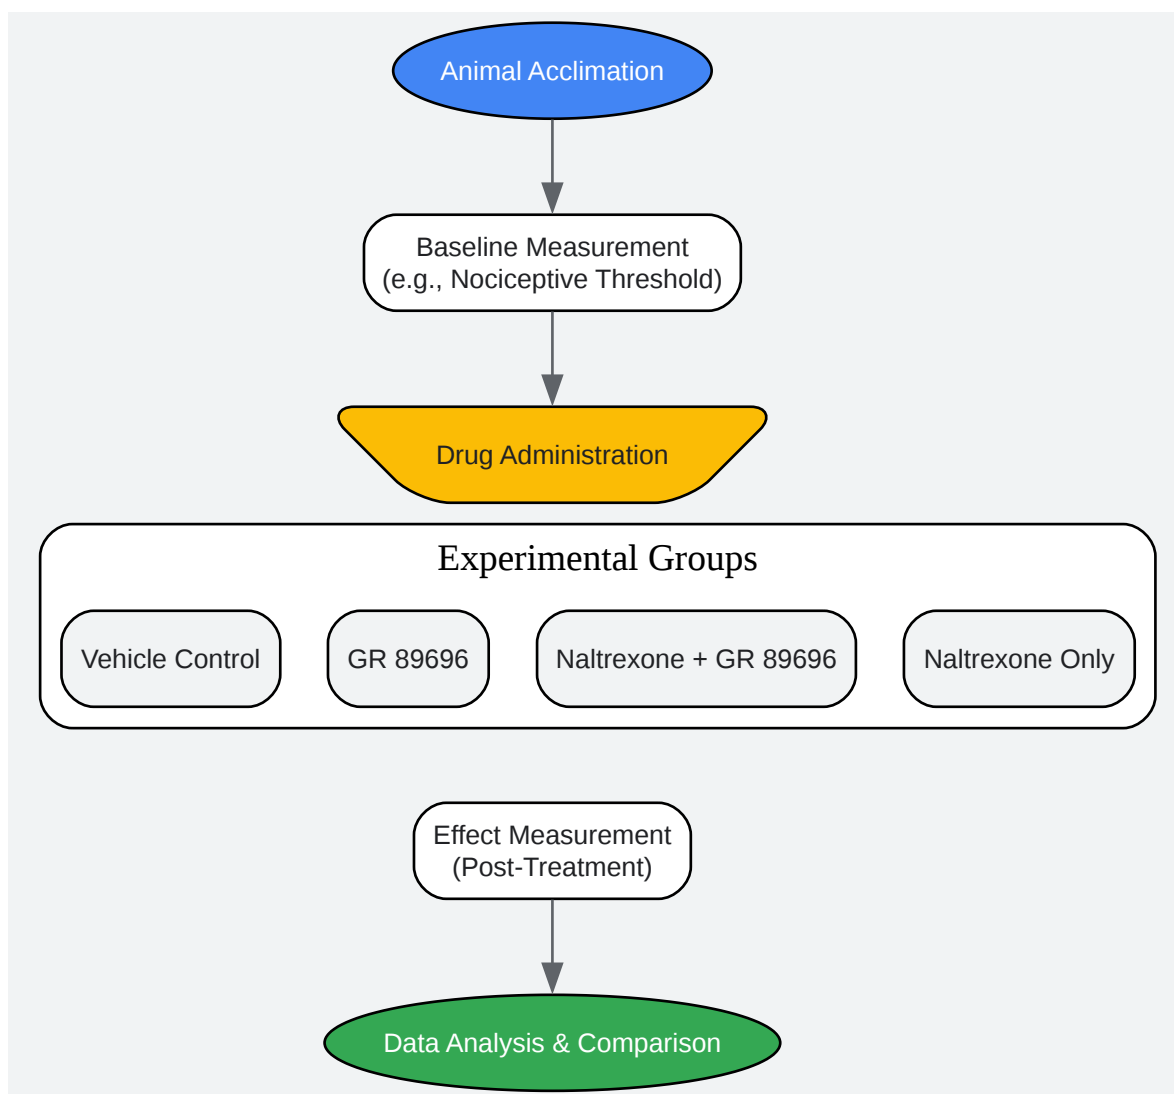 Animal Acclimation
Baseline Measurement
(e.g., Nociceptive Threshold)
Drug Administration
Experimental Groups
Vehicle Control
GR 89696
Naltrexone + GR 89696
Naltrexone Only
Effect Measurement
(Post-Treatment)
Data Analysis & Comparison